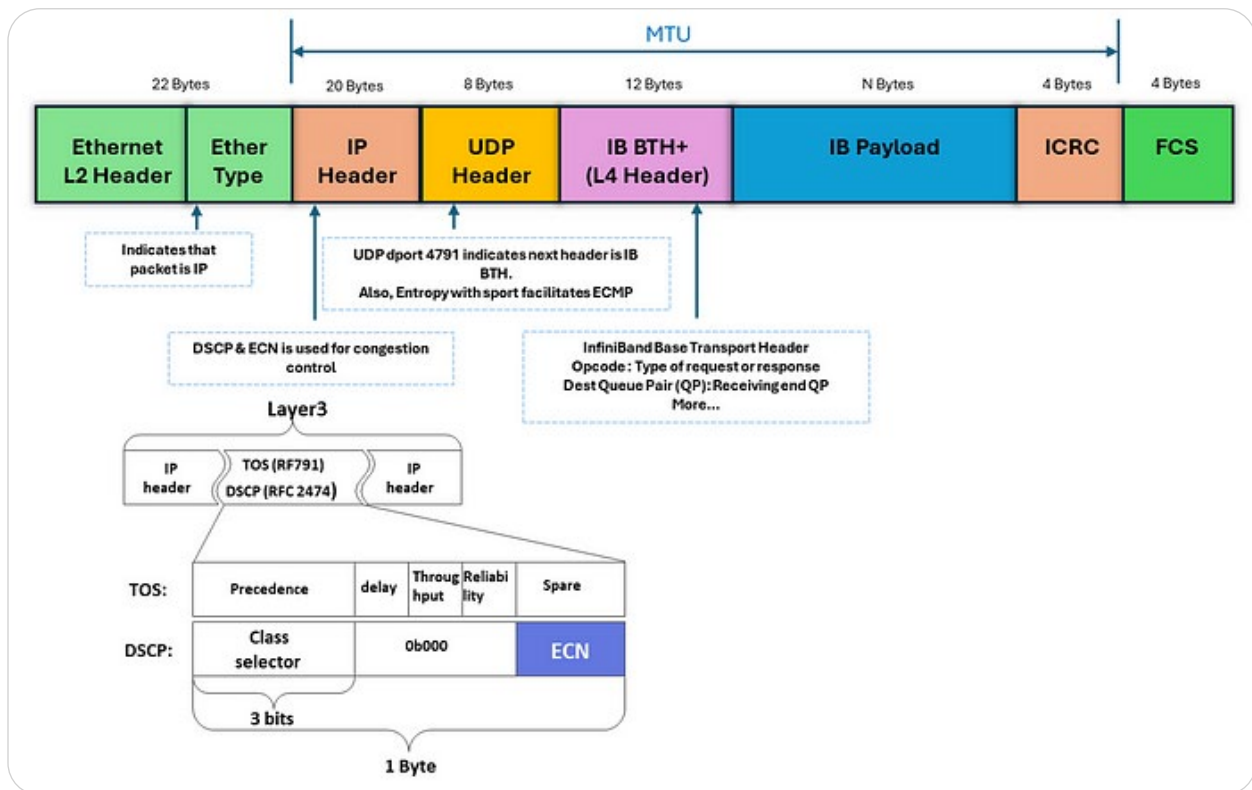 MTU
22 Bytes
20 Bytes
8 Bytes
12 Bytes
N Bytes
4 Bytes
4 Bytes
Ethernet
L2 Header
Ether
Type
IP
Header
UDP
Header
IB BTH+
(L4 Header)
IB Payload
ICRC
FCS
Indicates that
packet is IP
UDP dport 4791 indicates next header is IB
BTH.
Also, Entropy with sport facilitates ECMP
DSCP & ECN is used for congestion
control
InfiniBand Base Transport Header
Opcode : Type of request or response
Dest Queue Pair (QP): Receiving end QP
More...
Layer3
IP
header
TOS (RF791)
DSCP (RFC 2474)
IP
header
TOS:
Precedence
delay
Throug
hput
Reliabi
lity
Spare
DSCP:
Class
selector
0b000
ECN
3 bits
1 Byte